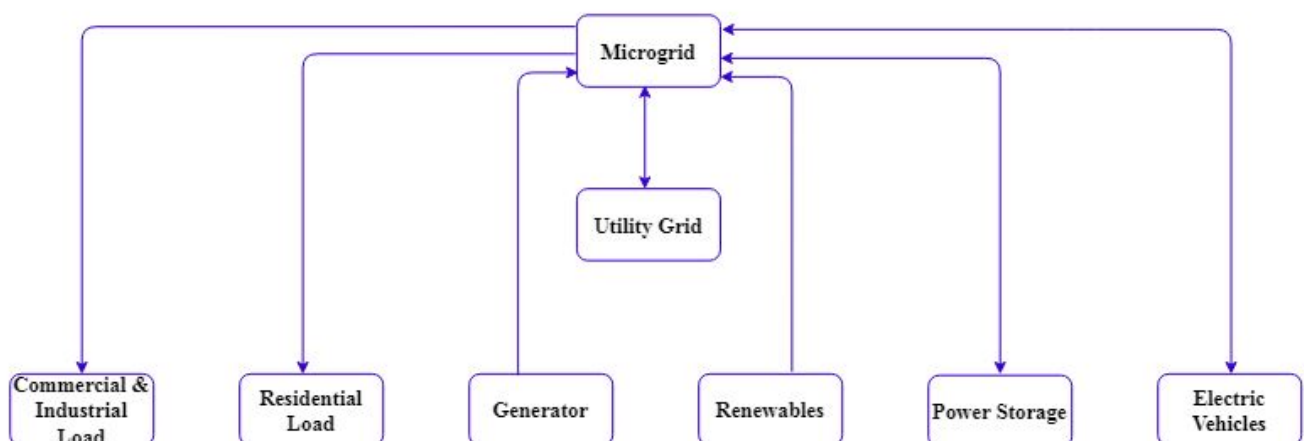 Microgrid
Utility Grid
Commercial &
Industrial
Load
Residential
Load
Generator
Renewables
Power Storage
Electric
Vehicles